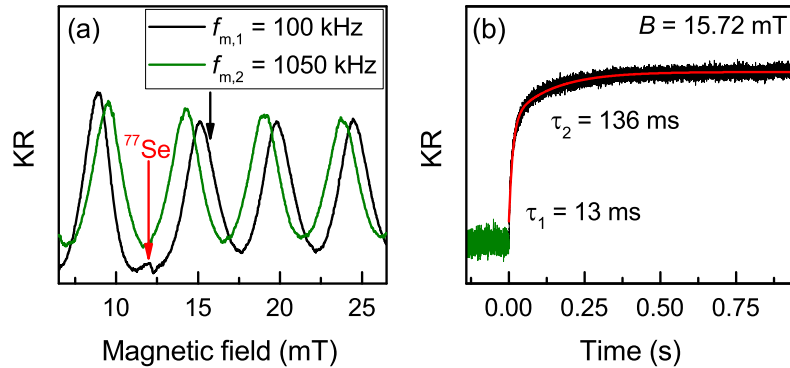 (a)
f_m,1 = 100 kHz
f_m,2 = 1050 kHz
⁷⁷Se
KR
10 15 20 25
Magnetic field (mT)
(b)
B = 15.72 mT
τ₂ = 136 ms
τ₁ = 13 ms
KR
0.00 0.25 0.50 0.75
Time (s)